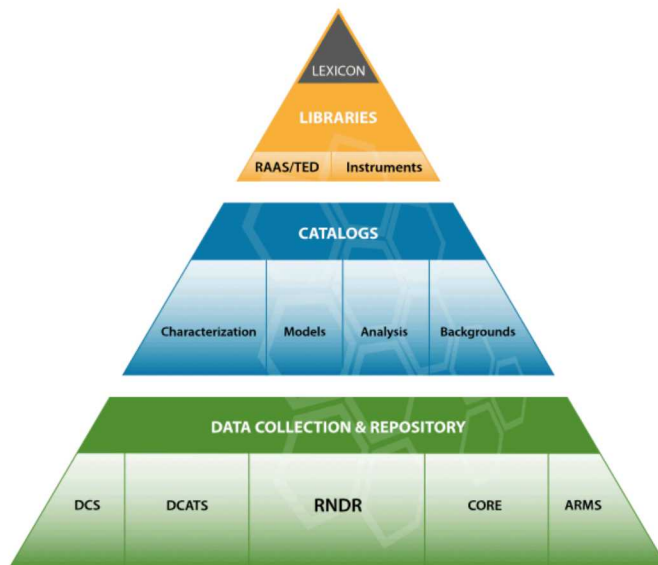 LEXICON
LIBRARIES
RAAS/TED Instruments
CATALOGS
Characterization Models Analysis Backgrounds
DATA COLLECTION & REPOSITORY
DCS DCATS RNDR CORE ARMS